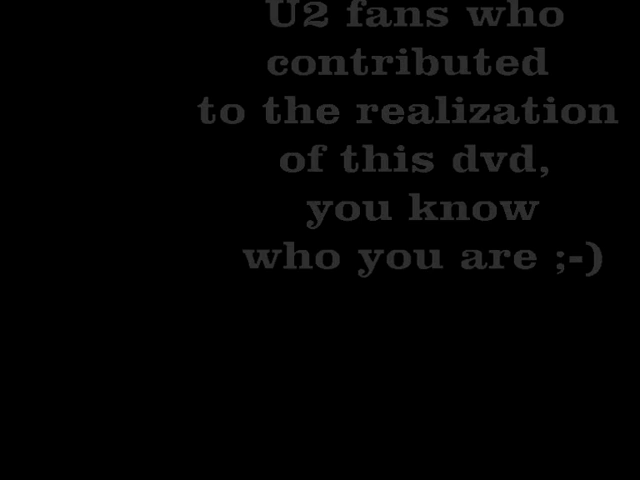 U2 fans who
contributed
to the realization
of this dvd,
you know
who you are ;-)